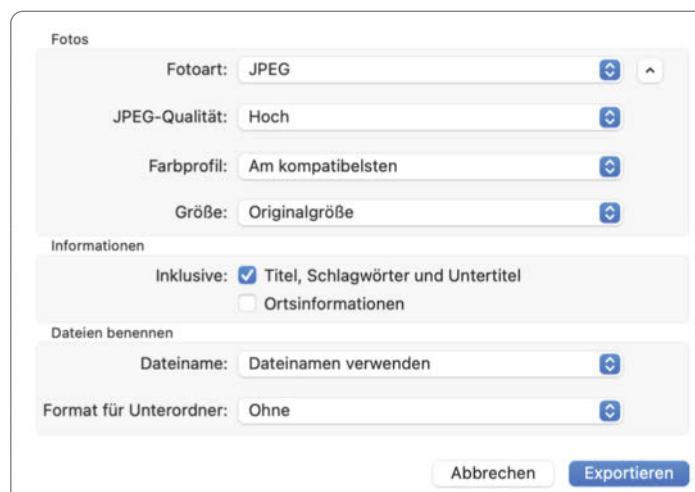 Fotos
Fotoart: JPEG
JPEG-Qualität: Hoch
Farbprofil: Am kompatibelsten
Größe: Originalgröße
Informationen
Inklusive: Titel, Schlagwörter und Untertitel
Ortsinformationen
Dateien benennen
Dateiname: Dateinamen verwenden
Format für Unterordner: Ohne
Abbrechen Exportieren